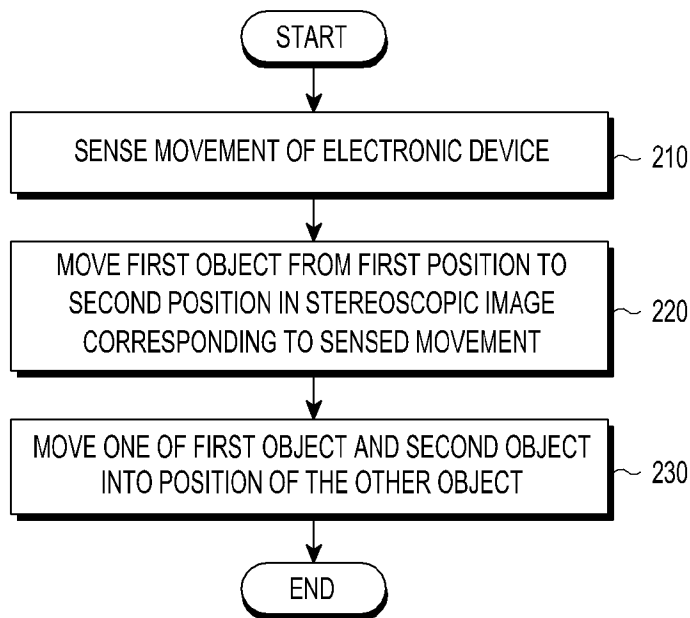 START
SENSE MOVEMENT OF ELECTRONIC DEVICE
210
MOVE FIRST OBJECT FROM FIRST POSITION TO
SECOND POSITION IN STEREOSCOPIC IMAGE
CORRESPONDING TO SENSED MOVEMENT
220
MOVE ONE OF FIRST OBJECT AND SECOND OBJECT
INTO POSITION OF THE OTHER OBJECT
230
END